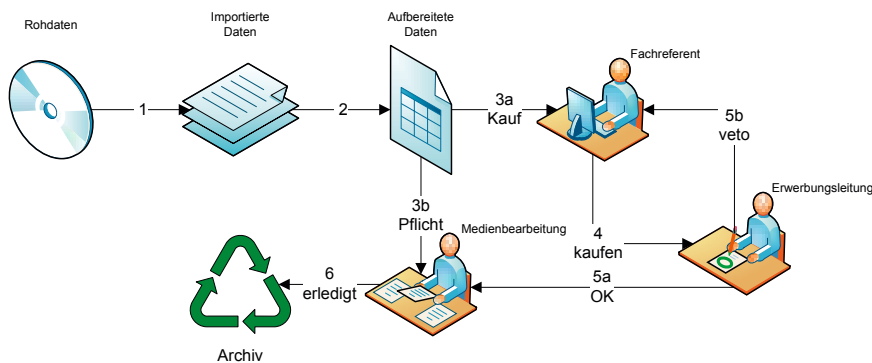 Rohdaten
Importierte
Daten
Aufbereitete
Daten
Fachreferent
1
2
3a
Kauf
5b
veto
3b
Pflicht
Medienbearbeitung
4
kaufen
Erwerbungsleitung
6
erledigt
5a
OK
Archiv